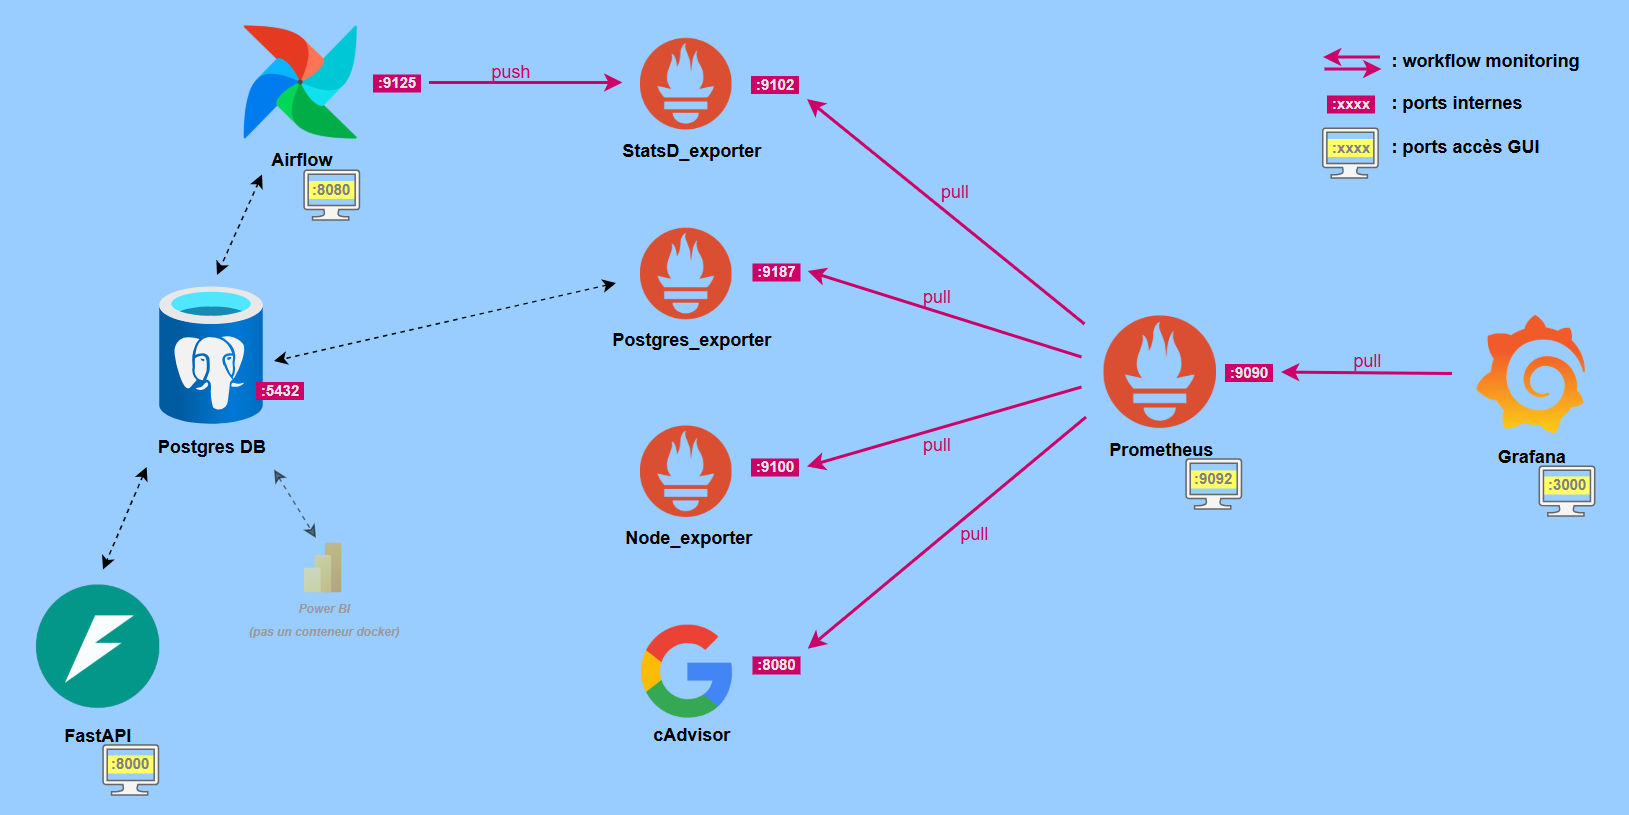 :9125
push
:9102
Airflow
:8080
StatsD_exporter
pull
: workflow monitoring
:xxxx : ports internes
:xxxx : ports accès GUI
:9187
pull
Postgres_exporter
:5432
Postgres DB
:9100
pull
Node_exporter
pull
:8080
cAdvisor
Prometheus
:9090
pull
:9092
Grafana
:3000
Power BI
(pas un conteneur docker)
FastAPI
:8000